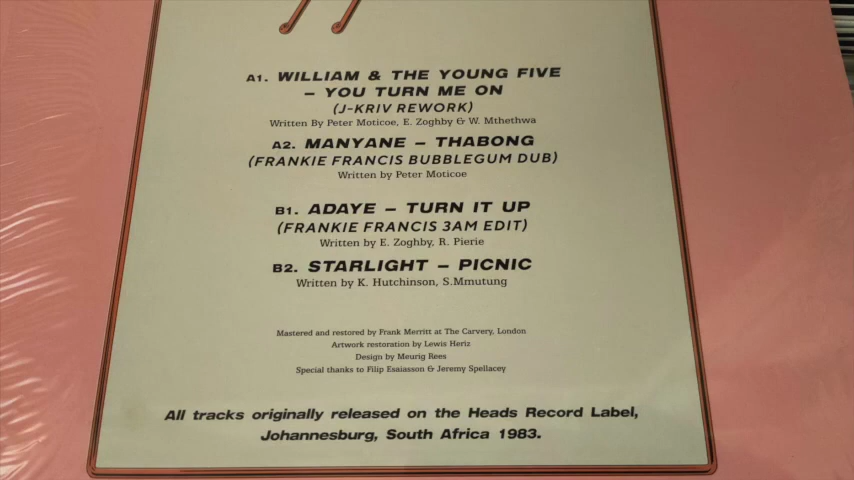 A1. WILLIAM & THE YOUNG FIVE
– YOU TURN ME ON
(J-KRIV REWORK)
Written By Peter Moticoe, E. Zoghby & W. Mthethwa
A2. MANYANE – THABONG
(FRANKIE FRANCIS BUBBLEGUM DUB)
Written by Peter Moticoe
B1. ADAYE – TURN IT UP
(FRANKIE FRANCIS 3AM EDIT)
Written by E. Zoghby, R. Pierie
B2. STARLIGHT – PICNIC
Written by K. Hutchinson, S.Mmutung
Mastered and restored by Frank Merritt at The Carvery, London
Artwork restoration by Lewis Heriz
Design by Meurig Rees
Special thanks to Filip Esaiasson & Jeremy Spellacey
All tracks originally released on the Heads Record Label,
Johannesburg, South Africa 1983.